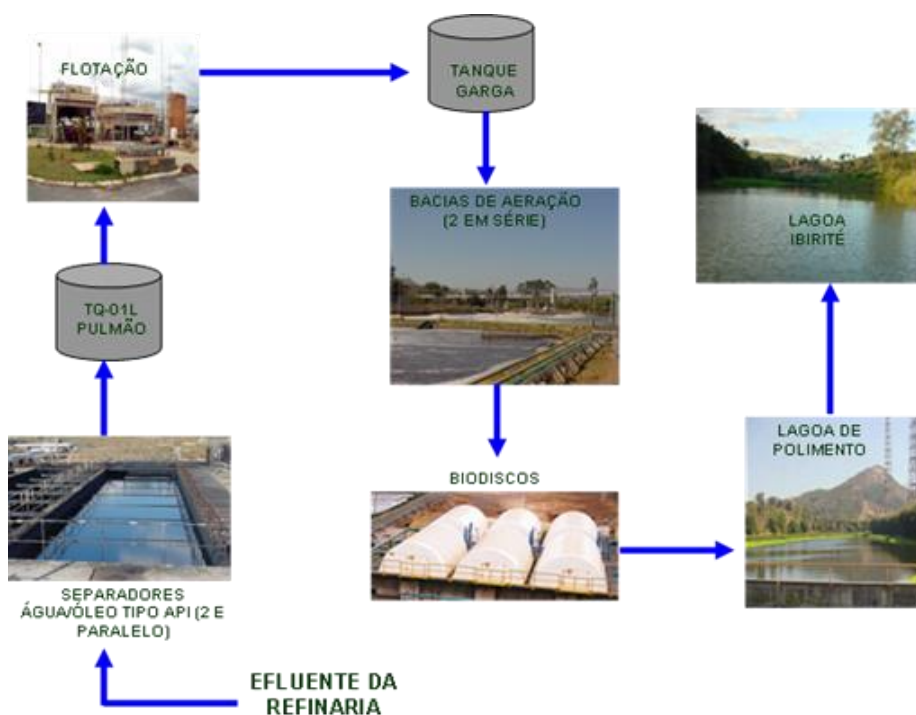 FLOTAÇÃO
TANQUE
GARGA
BACIAS DE AERAÇÃO
(2 EM SÉRIE)
LAGOA
IBIRITÉ
TQ-01L
PULMÃO
LAGOA DE
POLIMENTO
BIODISCOS
SEPARADORES
ÁGUA/ÓLEO TIPO API (2 E
PARALELO)
EFLUENTE DA
REFINARIA